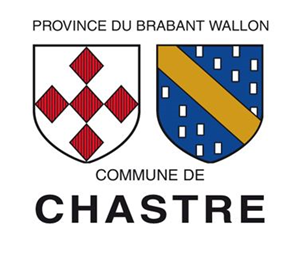 PROVINCE DU BRABANT WALLON
COMMUNE DE
CHASTRE